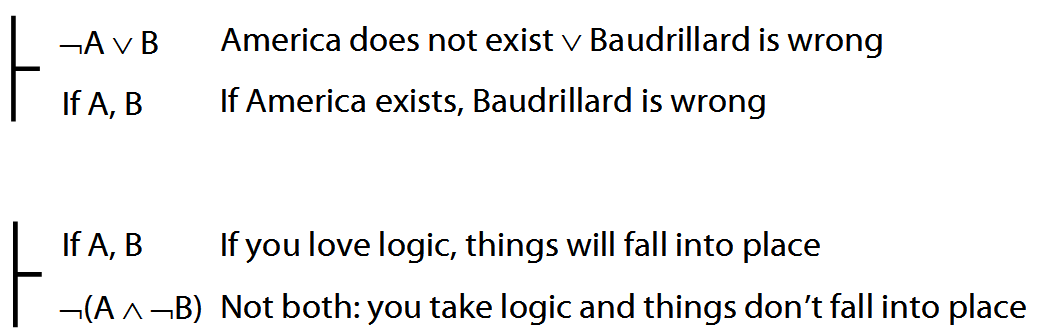 ¬A ∨ B America does not exist ∨ Baudrillard is wrong
If A, B If America exists, Baudrillard is wrong
If A, B If you love logic, things will fall into place
¬(A ∧ ¬B) Not both: you take logic and things don’t fall into place